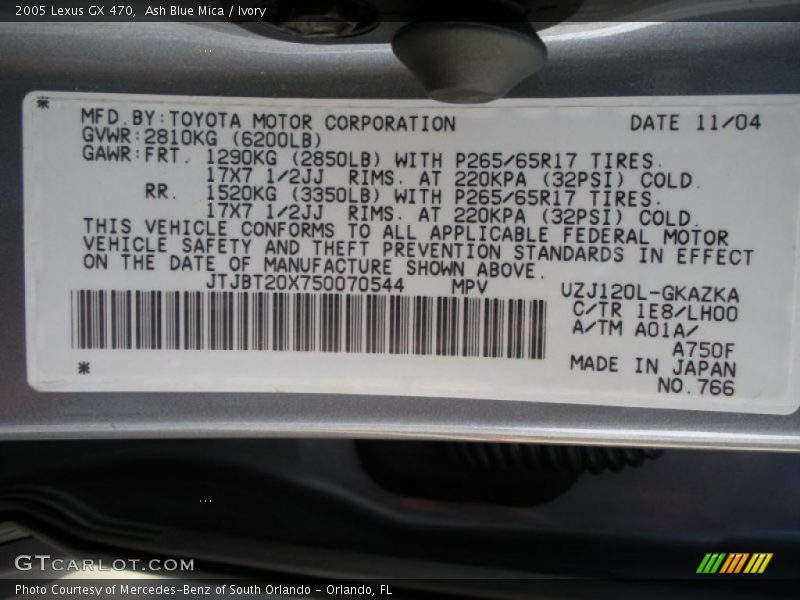 2005 Lexus GX 470, Ash Blue Mica / Ivory
*
MFD.BY:TOYOTA MOTOR CORPORATION DATE 11/04
GVWR:2810KG (6200LB)
GAWR:FRT. 1290KG (2850LB) WITH P265/65R17 TIRES.
17X7 1/2JJ RIMS. AT 220KPA (32PSI) COLD.
RR. 1520KG (3350LB) WITH P265/65R17 TIRES.
17X7 1/2JJ RIMS. AT 220KPA (32PSI) COLD.
THIS VEHICLE CONFORMS TO ALL APPLICABLE FEDERAL MOTOR
VEHICLE SAFETY AND THEFT PREVENTION STANDARDS IN EFFECT
ON THE DATE OF MANUFACTURE SHOWN ABOVE.
JTJBT20X750070544 MPV UZJ120L-GKAZKA
C/TR 1E8/LH00
A/TM A01A/
A750F
MADE IN JAPAN
* NO.766
GTCARLOT.COM
Photo Courtesy of Mercedes-Benz of South Orlando - Orlando, FL